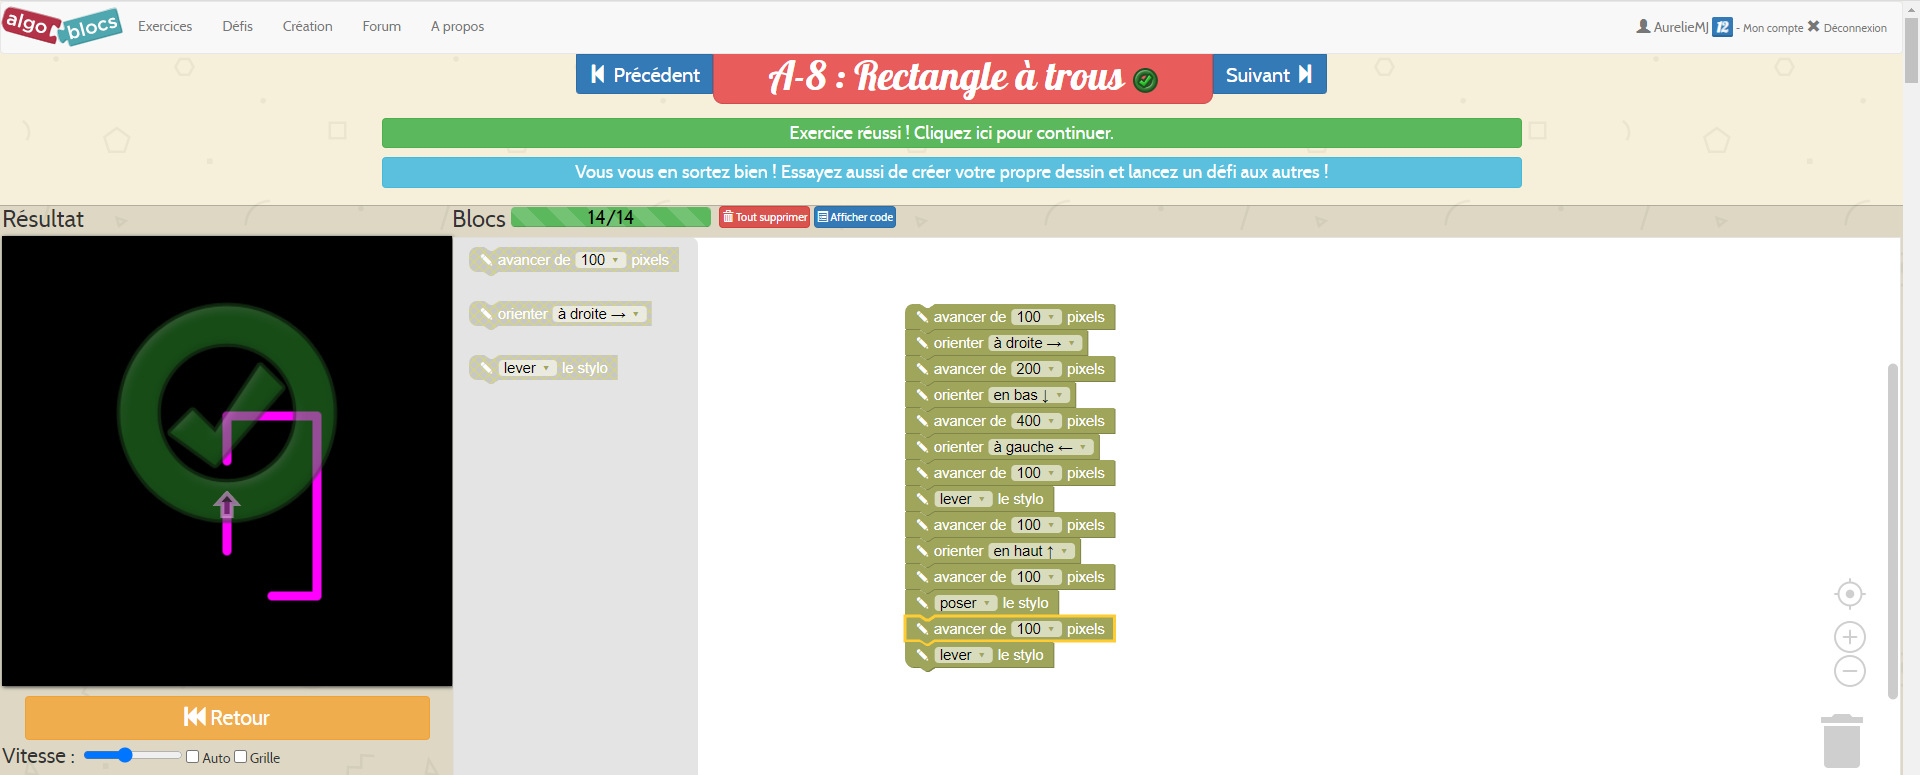 algo blocs Exercices Défis Création Forum A propos AurelieMJ 12 - Mon compte ✖ Déconnexion
Précédent A-8 : Rectangle à trous Suivant
Exercice réussi ! Cliquez ici pour continuer.
Vous vous en sortez bien ! Essayez aussi de créer votre propre dessin et lancez un défi aux autres !
Résultat Blocs 14/14 Tout supprimer Afficher code
avancer de 100 pixels
orienter à droite →
lever le stylo
avancer de 100 pixels
orienter à droite →
avancer de 200 pixels
orienter en bas ↓
avancer de 400 pixels
orienter à gauche ←
avancer de 100 pixels
lever le stylo
avancer de 100 pixels
orienter en haut ↑
avancer de 100 pixels
poser le stylo
avancer de 100 pixels
lever le stylo
Retour
Vitesse : Auto Grille